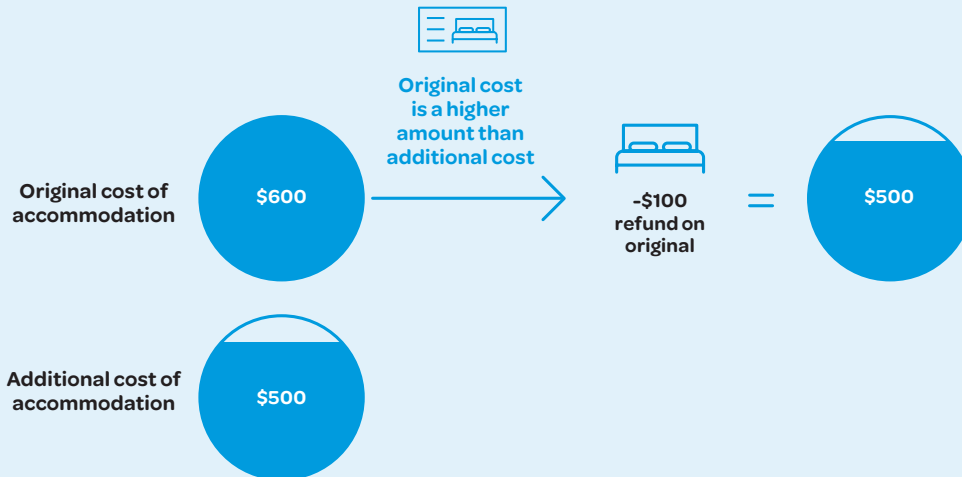 Original cost
is a higher
amount than
additional cost
Original cost of
accommodation
$600
-$100
refund on
original
=
$500
Additional cost of
accommodation
$500